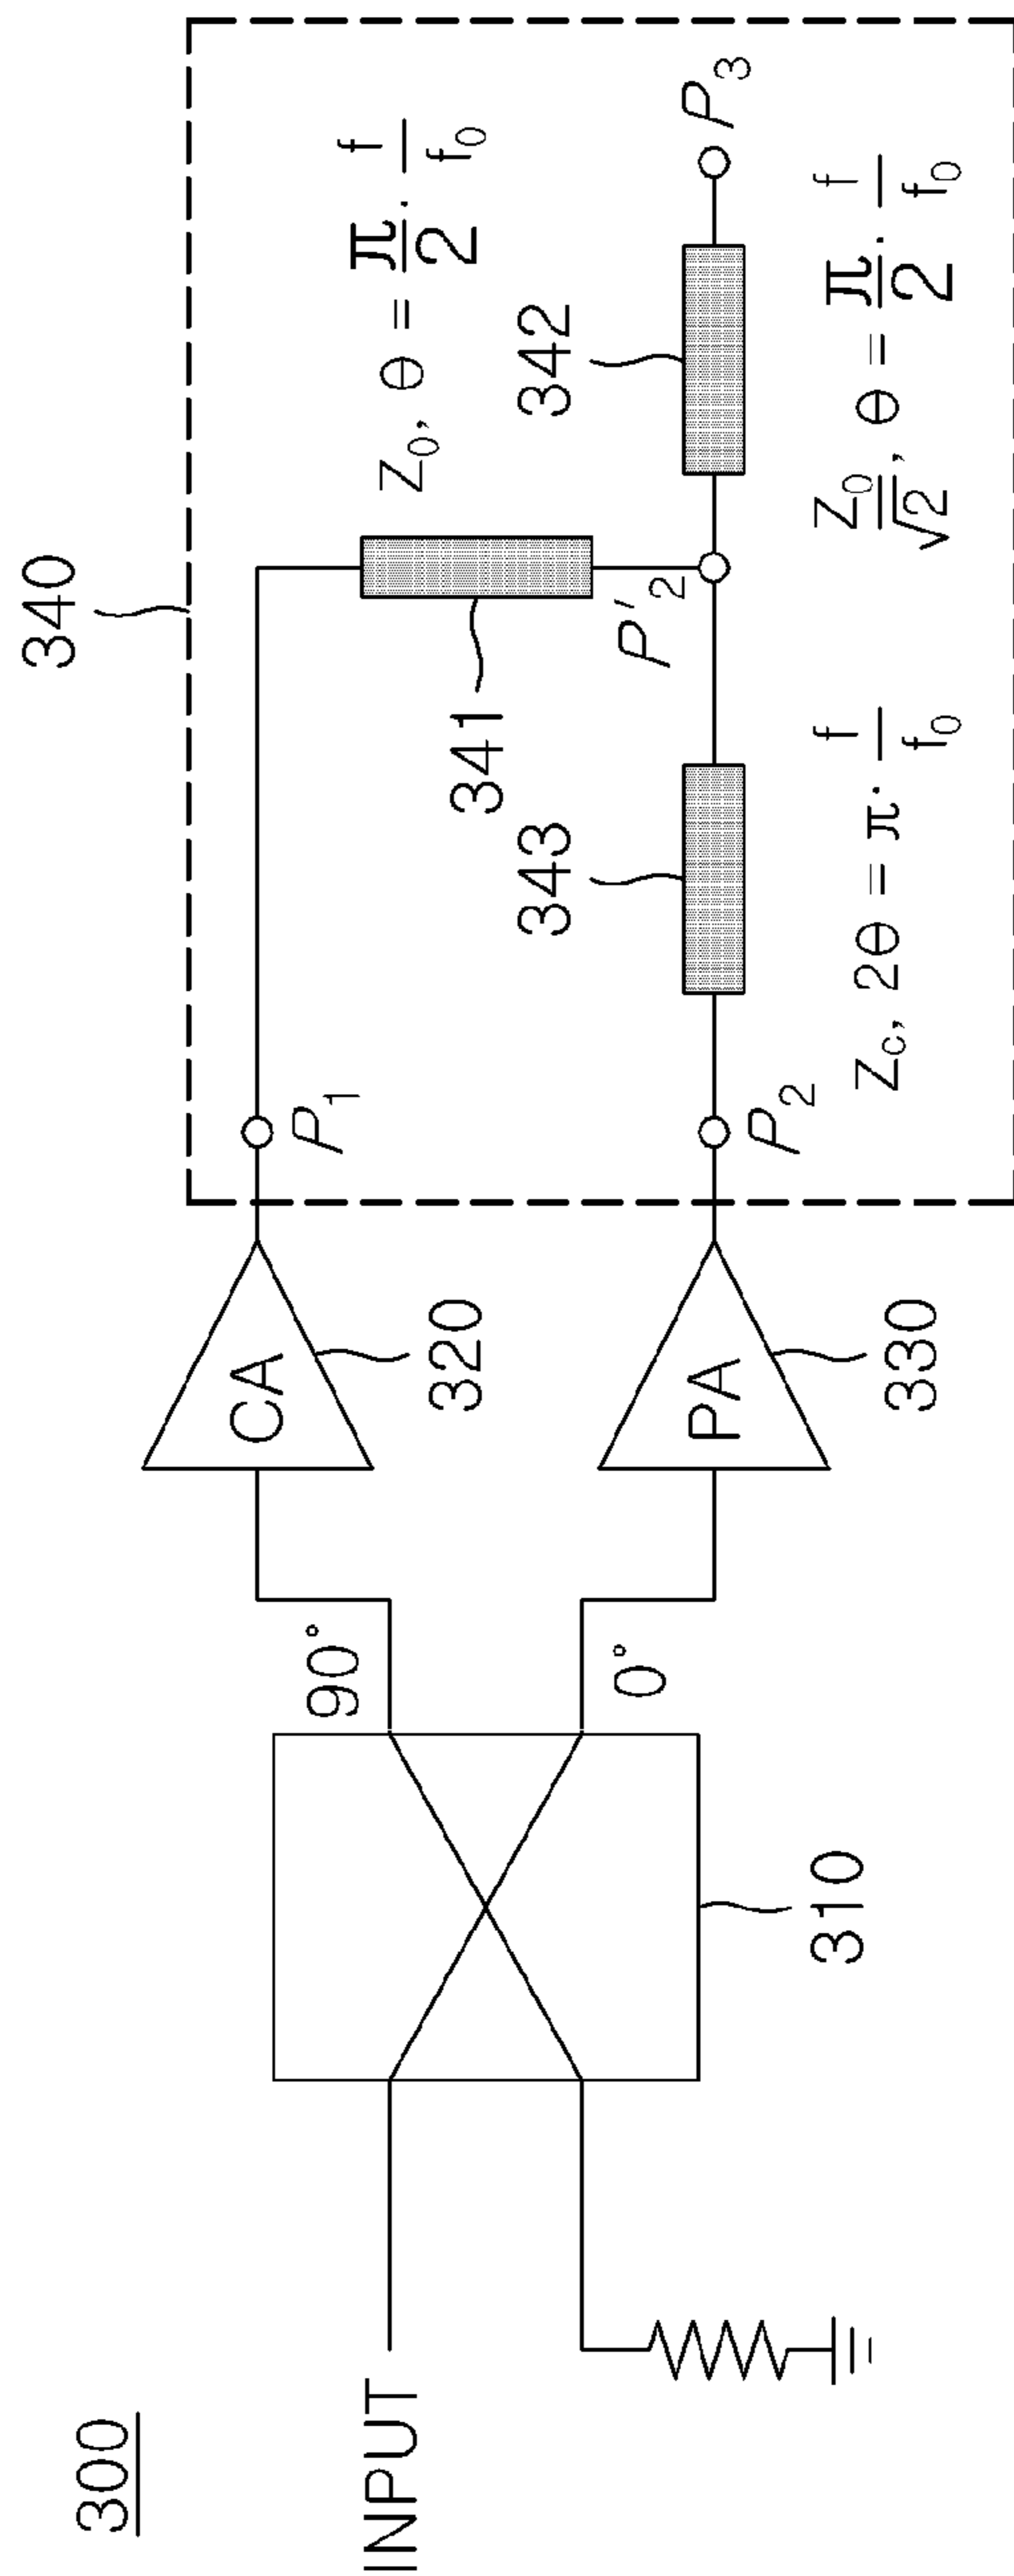 300
INPUT
310
90°
0°
CA
320
PA
330
340
P₁
P₂
341
Z₀, θ = π/2 · f/f₀
343
Z_C, 2θ = π · f/f₀
P'₂
342
Z₀/√2, θ = π/2 · f/f₀
P₃